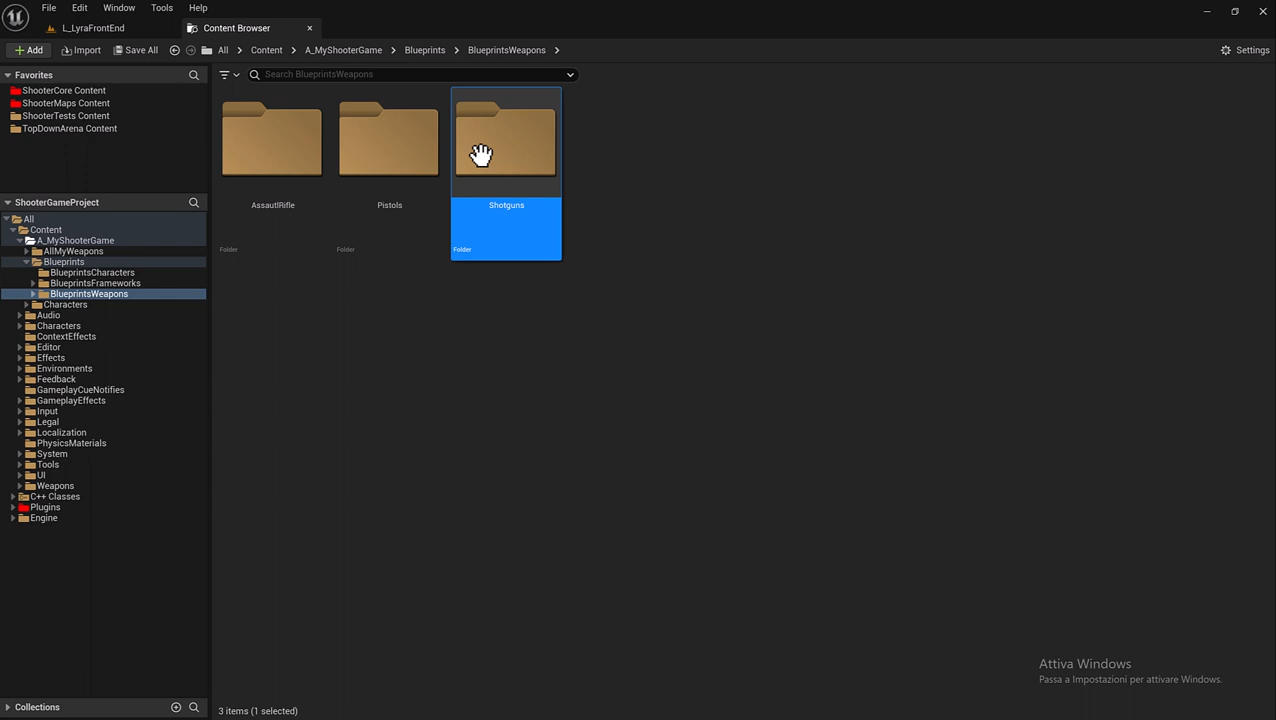 File Edit Window Tools Help
L_LyraFrontEnd Content Browser
Add Import Save All All Content A_MyShooterGame Blueprints BlueprintsWeapons Settings
Favorites
Search BlueprintsWeapons
ShooterCore Content
ShooterMaps Content
ShooterTests Content
TopDownArena Content
ShooterGameProject
AssautlRifle Pistols Shotguns
Folder Folder Folder
All
Content
A_MyShooterGame
AllMyWeapons
Blueprints
BlueprintsCharacters
BlueprintsFrameworks
BlueprintsWeapons
Characters
Audio
Characters
ContextEffects
Editor
Effects
Environments
Feedback
GameplayCueNotifies
GameplayEffects
Input
Legal
Localization
PhysicsMaterials
System
Tools
UI
Weapons
C++ Classes
Plugins
Engine
Attiva Windows
Passa a Impostazioni per attivare Windows.
Collections
3 items (1 selected)